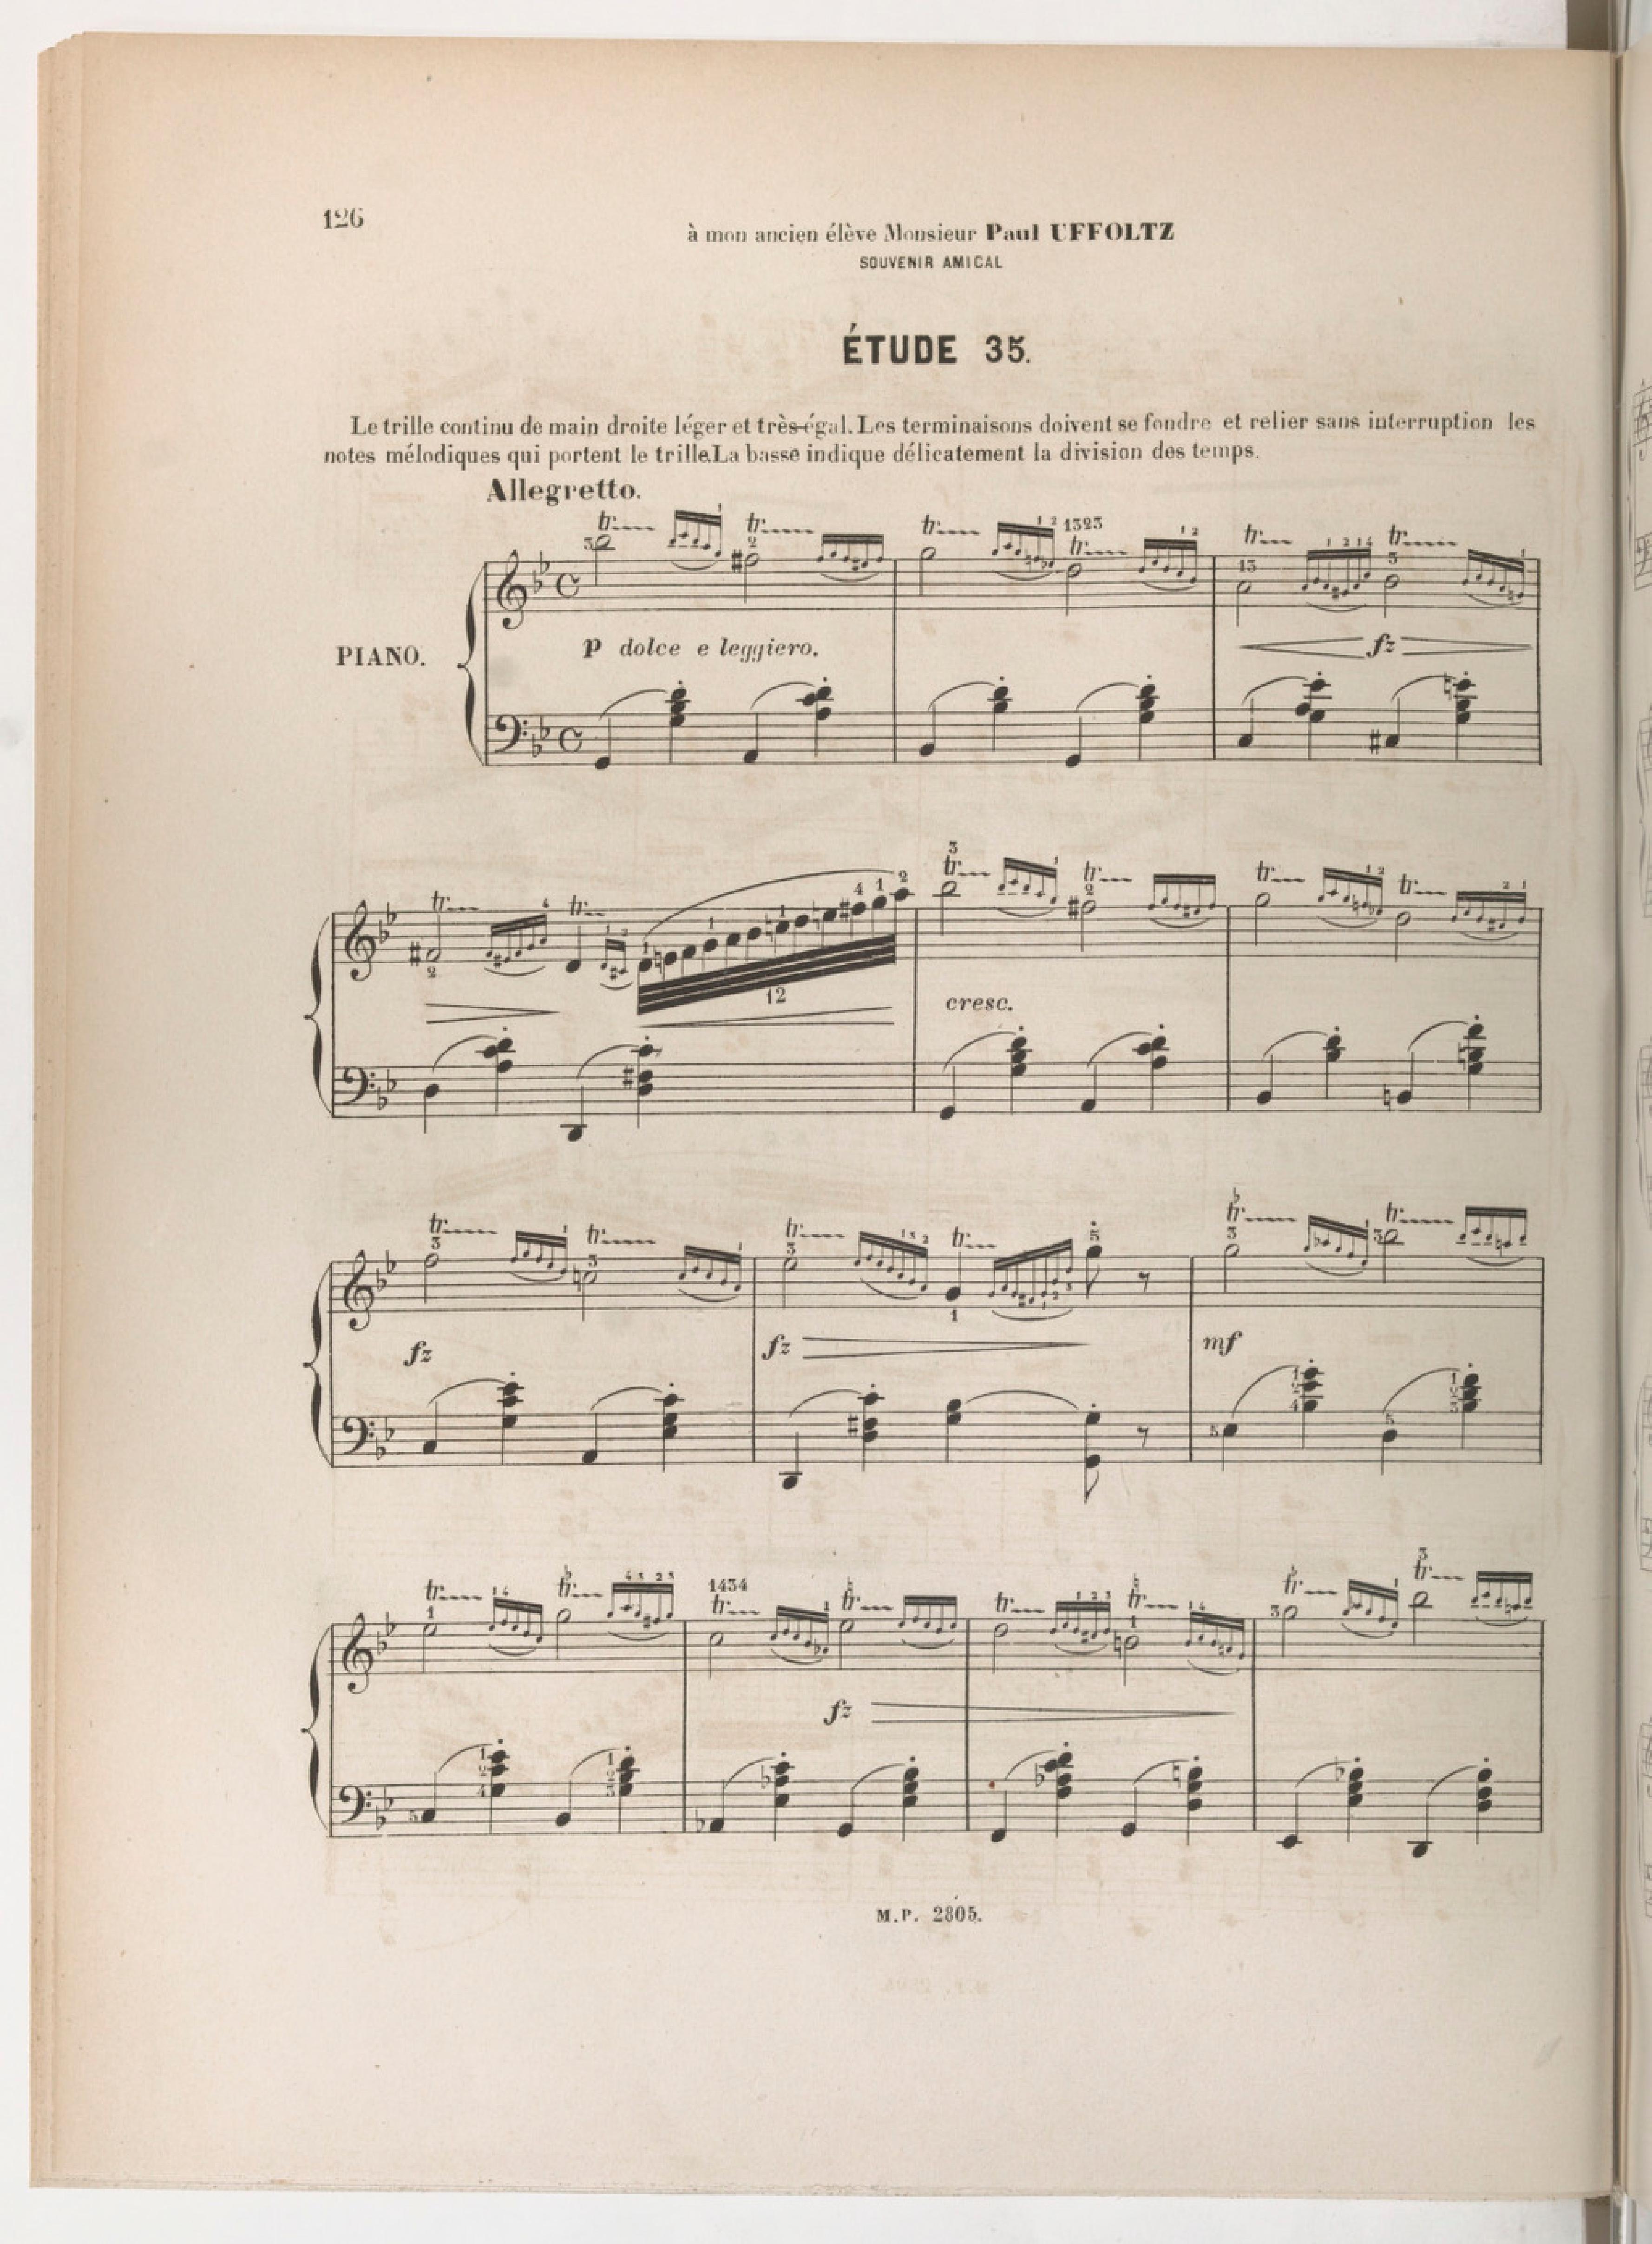 126
à mon ancien élève Monsieur Paul UFFOLTZ
SOUVENIR AMICAL
ÉTUDE 35.
Le trille continu de main droite léger et très-égal. Les terminaisons doivent se fondre et relier sans interruption les
notes mélodiques qui portent le trille. La basse indique délicatement la division des temps.
Allegretto.
PIANO.
p dolce e leggiero.
fz
12
cresc.
fz
fz
mf
fz
M.P. 2805.